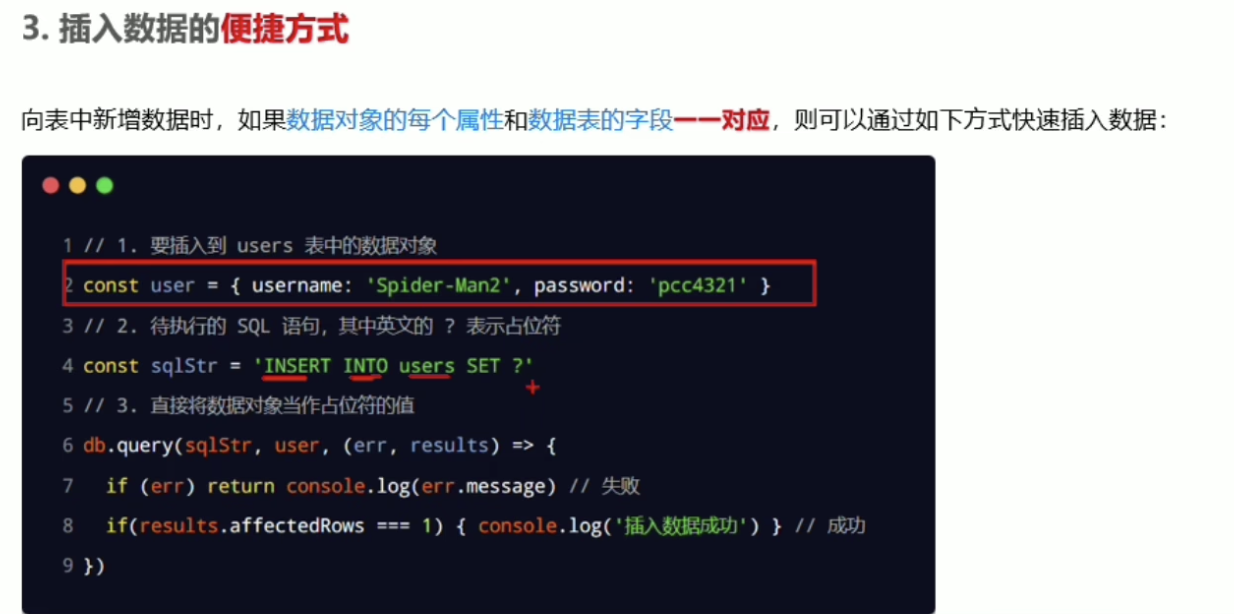 3. 插入数据的便捷方式
向表中新增数据时，如果数据对象的每个属性和数据表的字段一一对应，则可以通过如下方式快速插入数据：
1 // 1. 要插入到 users 表中的数据对象
2 const user = { username: 'Spider-Man2', password: 'pcc4321' }
3 // 2. 待执行的 SQL 语句，其中英文的 ? 表示占位符
4 const sqlStr = 'INSERT INTO users SET ?'
5 // 3. 直接将数据对象当作占位符的值
6 db.query(sqlStr, user, (err, results) => {
7 if (err) return console.log(err.message) // 失败
8 if(results.affectedRows === 1) { console.log('插入数据成功') } // 成功
9 })